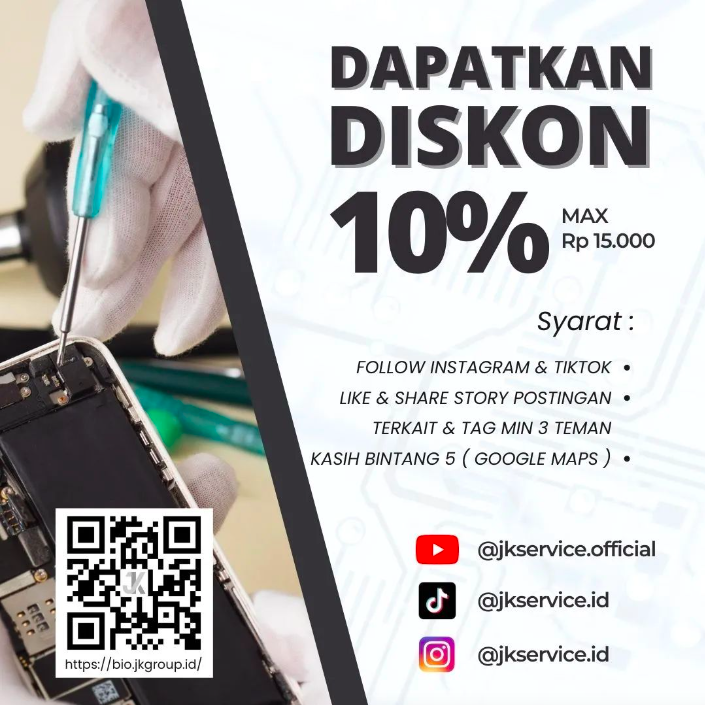 DAPATKAN
DISKON
10%
MAX
Rp 15.000
Syarat :
FOLLOW INSTAGRAM & TIKTOK •
LIKE & SHARE STORY POSTINGAN •
TERKAIT & TAG MIN 3 TEMAN
KASIH BINTANG 5 ( GOOGLE MAPS ) •
@jkservice.official
@jkservice.id
@jkservice.id
JK
https://bio.jkgroup.id/